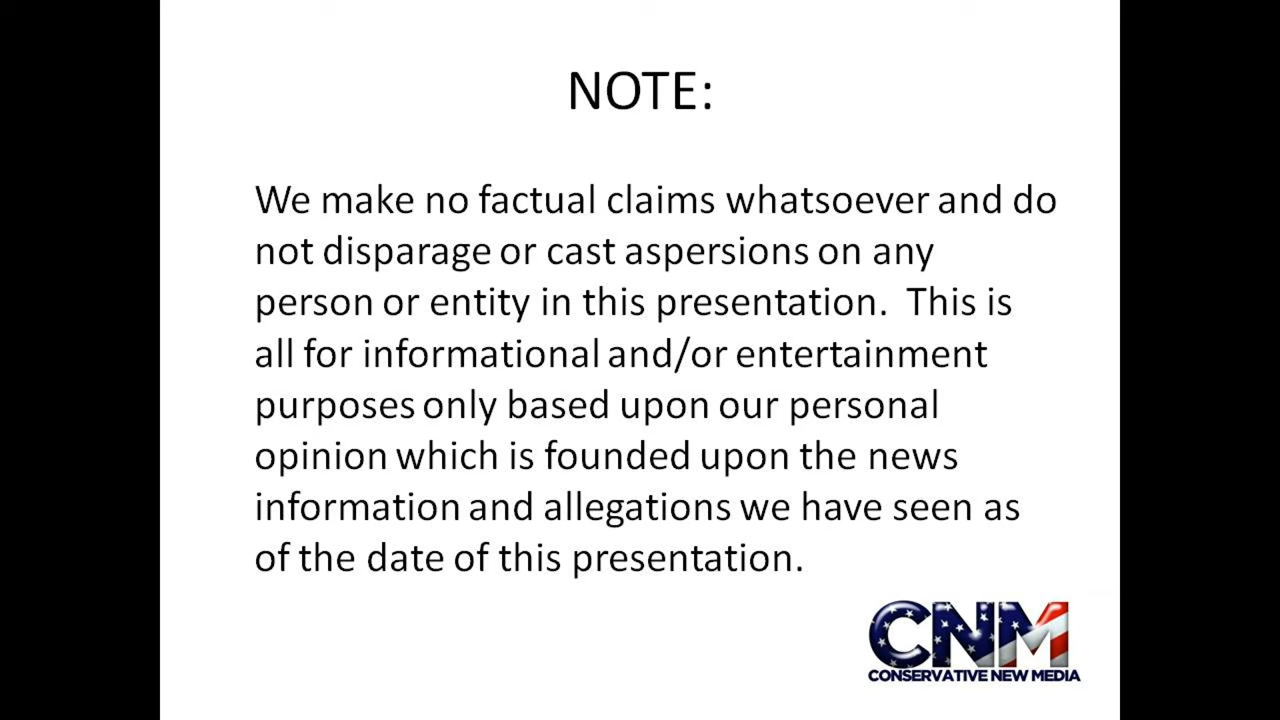 NOTE:
We make no factual claims whatsoever and do
not disparage or cast aspersions on any
person or entity in this presentation.  This is
all for informational and/or entertainment
purposes only based upon our personal
opinion which is founded upon the news
information and allegations we have seen as
of the date of this presentation.
CNM
CONSERVATIVE NEW MEDIA